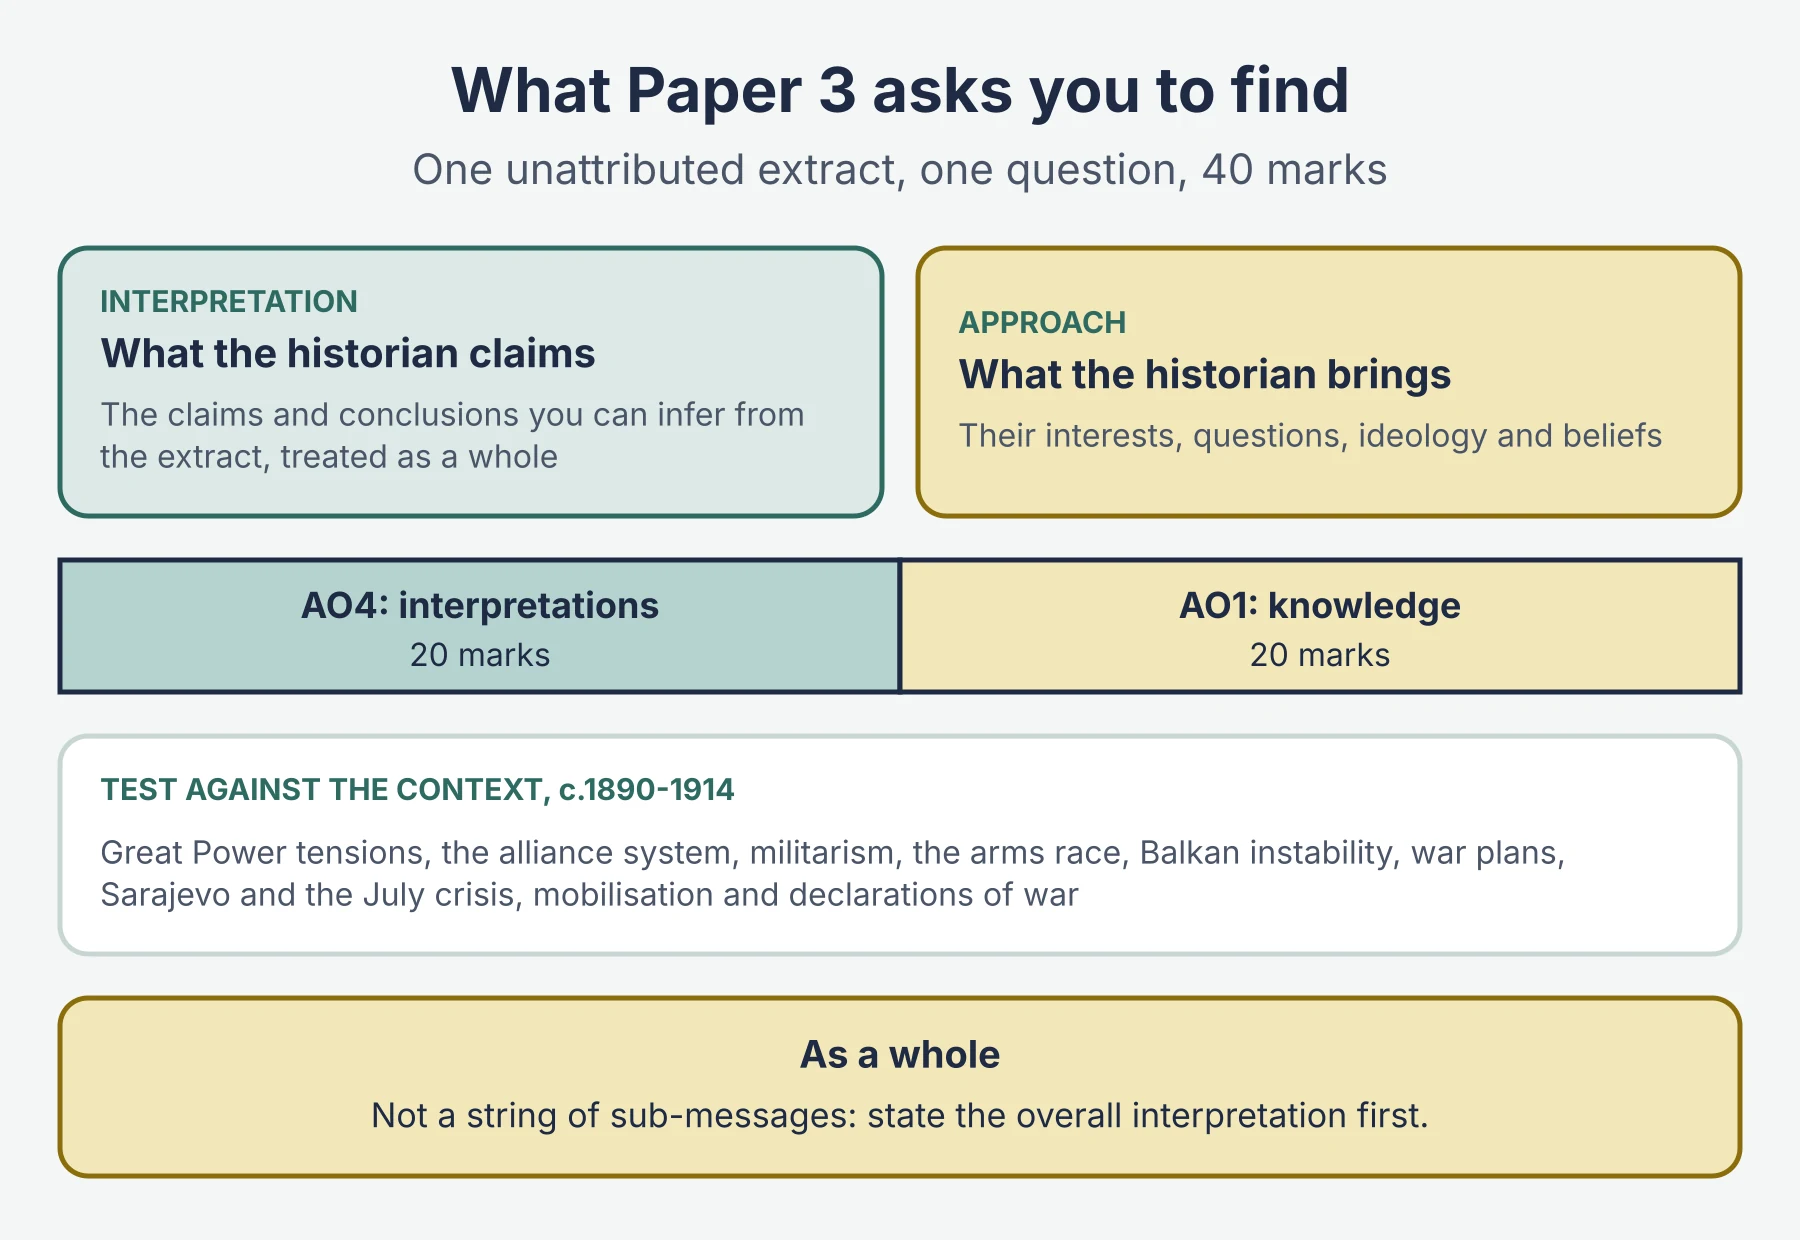 What Paper 3 asks you to find
One unattributed extract, one question, 40 marks
INTERPRETATION
What the historian claims
The claims and conclusions you can infer from
the extract, treated as a whole
APPROACH
What the historian brings
Their interests, questions, ideology and beliefs
AO4: interpretations
20 marks
AO1: knowledge
20 marks
TEST AGAINST THE CONTEXT, c.1890-1914
Great Power tensions, the alliance system, militarism, the arms race, Balkan instability, war plans,
Sarajevo and the July crisis, mobilisation and declarations of war
As a whole
Not a string of sub-messages: state the overall interpretation first.